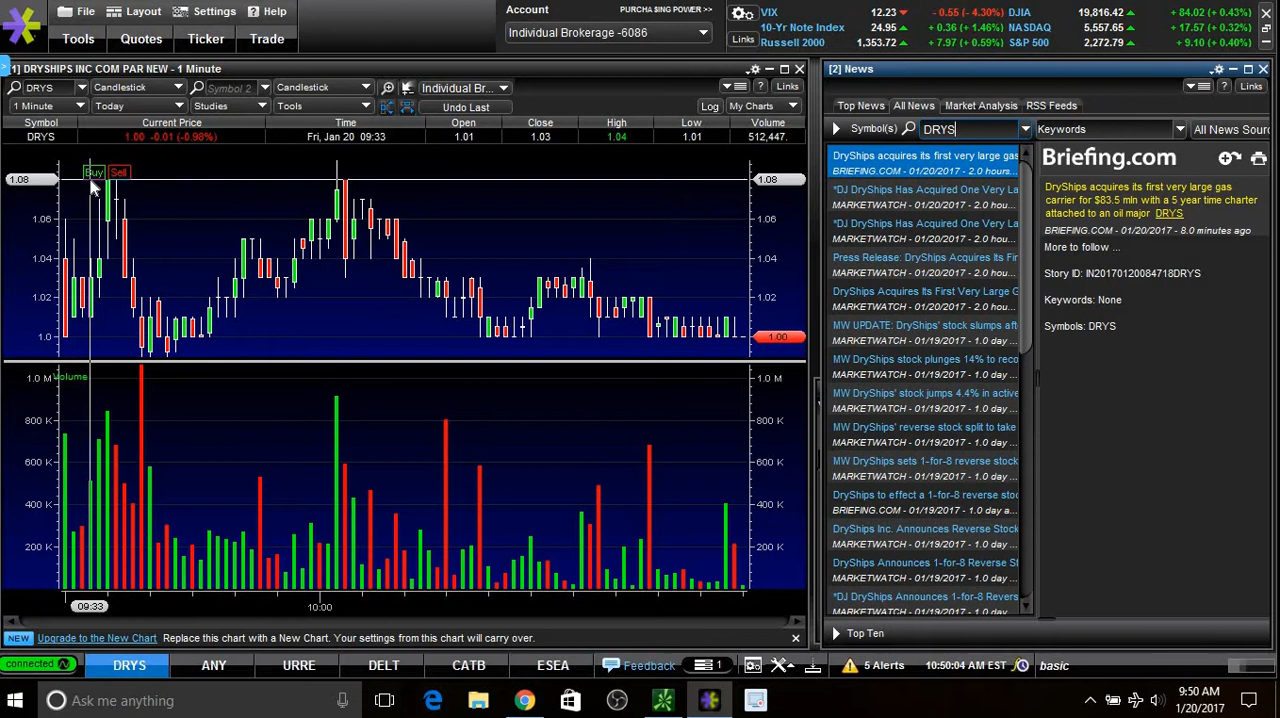 File Layout Settings Help
Tools Quotes Ticker Trade
Account
PURCHASING POWER >>
Individual Brokerage -6086
Links
VIX 12.23 - 0.55 (- 4.30%) DJIA 19,816.42 + 84.02 (+ 0.43%)
10-Yr Note Index 24.95 + 0.35 (+ 1.46%) NASDAQ 5,557.65 + 17.57 (+ 0.32%)
Russell 2000 1,353.72 + 7.97 (+ 0.59%) S&P 500 2,272.79 + 9.10 (+ 0.40%)
[1] DRYSHIPS INC COM PAR NEW - 1 Minute
DRYS Candlestick Symbol 2 Candlestick Individual Br... ? Links
1 Minute Today Studies Tools Undo Last Log My Charts
Symbol Current Price Time Open Close High Low Volume
DRYS 1.00 -0.01 (-0.98%) Fri, Jan 20 09:33 1.01 1.03 1.04 1.01 512,447.
Buy Sell
1.08 1.08
1.06 1.06
1.04 1.04
1.02 1.02
1.0 1.00
1.0 M Volume 1.0 M
800 K 800 K
600 K 600 K
400 K 400 K
200 K 200 K
09:33 10:00
NEW Upgrade to the New Chart Replace this chart with a New Chart. Your settings from this chart will carry over.
[2] News
? Links
Top News All News Market Analysis RSS Feeds
Symbol(s) DRYS Keywords All News Sour
DryShips acquires its first very large gas
BRIEFING.COM - 01/20/2017 - 2.0 hours...
*DJ DryShips Has Acquired One Very La
MARKETWATCH - 01/20/2017 - 2.0 hou...
*DJ DryShips Has Acquired One Very La
MARKETWATCH - 01/20/2017 - 2.0 hou...
Press Release: DryShips Acquires Its Fir
MARKETWATCH - 01/20/2017 - 2.0 hou...
DryShips Acquires Its First Very Large G
MARKETWATCH - 01/20/2017 - 2.0 hou...
MW UPDATE: DryShips' stock slumps aft
MARKETWATCH - 01/19/2017 - 1.0 day ...
MW DryShips stock plunges 14% to reco
MARKETWATCH - 01/19/2017 - 1.0 day ...
MW DryShips' stock jumps 4.4% in active
MARKETWATCH - 01/19/2017 - 1.0 day ...
MW DryShips' reverse stock split to take
MARKETWATCH - 01/19/2017 - 1.0 day ...
MW DryShips sets 1-for-8 reverse stock
MARKETWATCH - 01/19/2017 - 1.0 day ...
DryShips to effect a 1-for-8 reverse stoc
BRIEFING.COM - 01/19/2017 - 1.0 day a...
DryShips Inc. Announces Reverse Stock
MARKETWATCH - 01/19/2017 - 1.0 day ...
DryShips Announces 1-for-8 Reverse St
MARKETWATCH - 01/19/2017 - 1.0 day ...
*DJ DryShips Announces 1-for-8 Revers
MARKETWATCH - 01/19/2017 - 1.0 day ...
Top Ten
Briefing.com
DryShips acquires its first very large gas
carrier for $83.5 mln with a 5 year time charter
attached to an oil major DRYS
BRIEFING.COM - 01/20/2017 - 8.0 minutes ago
More to follow ...
Story ID: IN20170120084718DRYS
Keywords: None
Symbols: DRYS
connected DRYS ANY URRE DELT CATB ESEA Feedback 1 5 Alerts 10:50:04 AM EST basic
Ask me anything
9:50 AM
1/20/2017